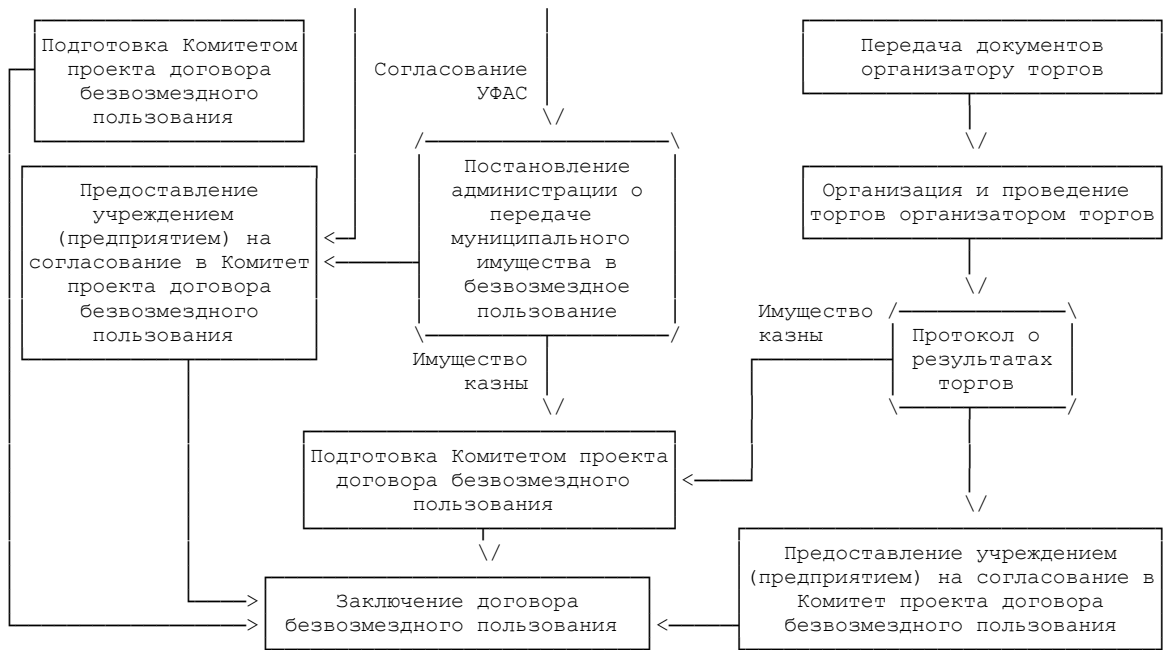 Подготовка Комитетом
проекта договора
безвозмездного
пользования
Согласование
УФАС
Передача документов
организатору торгов
Предоставление
учреждением
(предприятием) на
согласование в Комитет
проекта договора
безвозмездного
пользования
Постановление
администрации о
передаче
муниципального
имущества в
безвозмездное
пользование
Организация и проведение
торгов организатором торгов
Имущество
казны
Протокол о
результатах
торгов
Имущество
казны
Подготовка Комитетом проекта
договора безвозмездного
пользования
Заключение договора
безвозмездного пользования
Предоставление учреждением
(предприятием) на согласование в
Комитет проекта договора
безвозмездного пользования